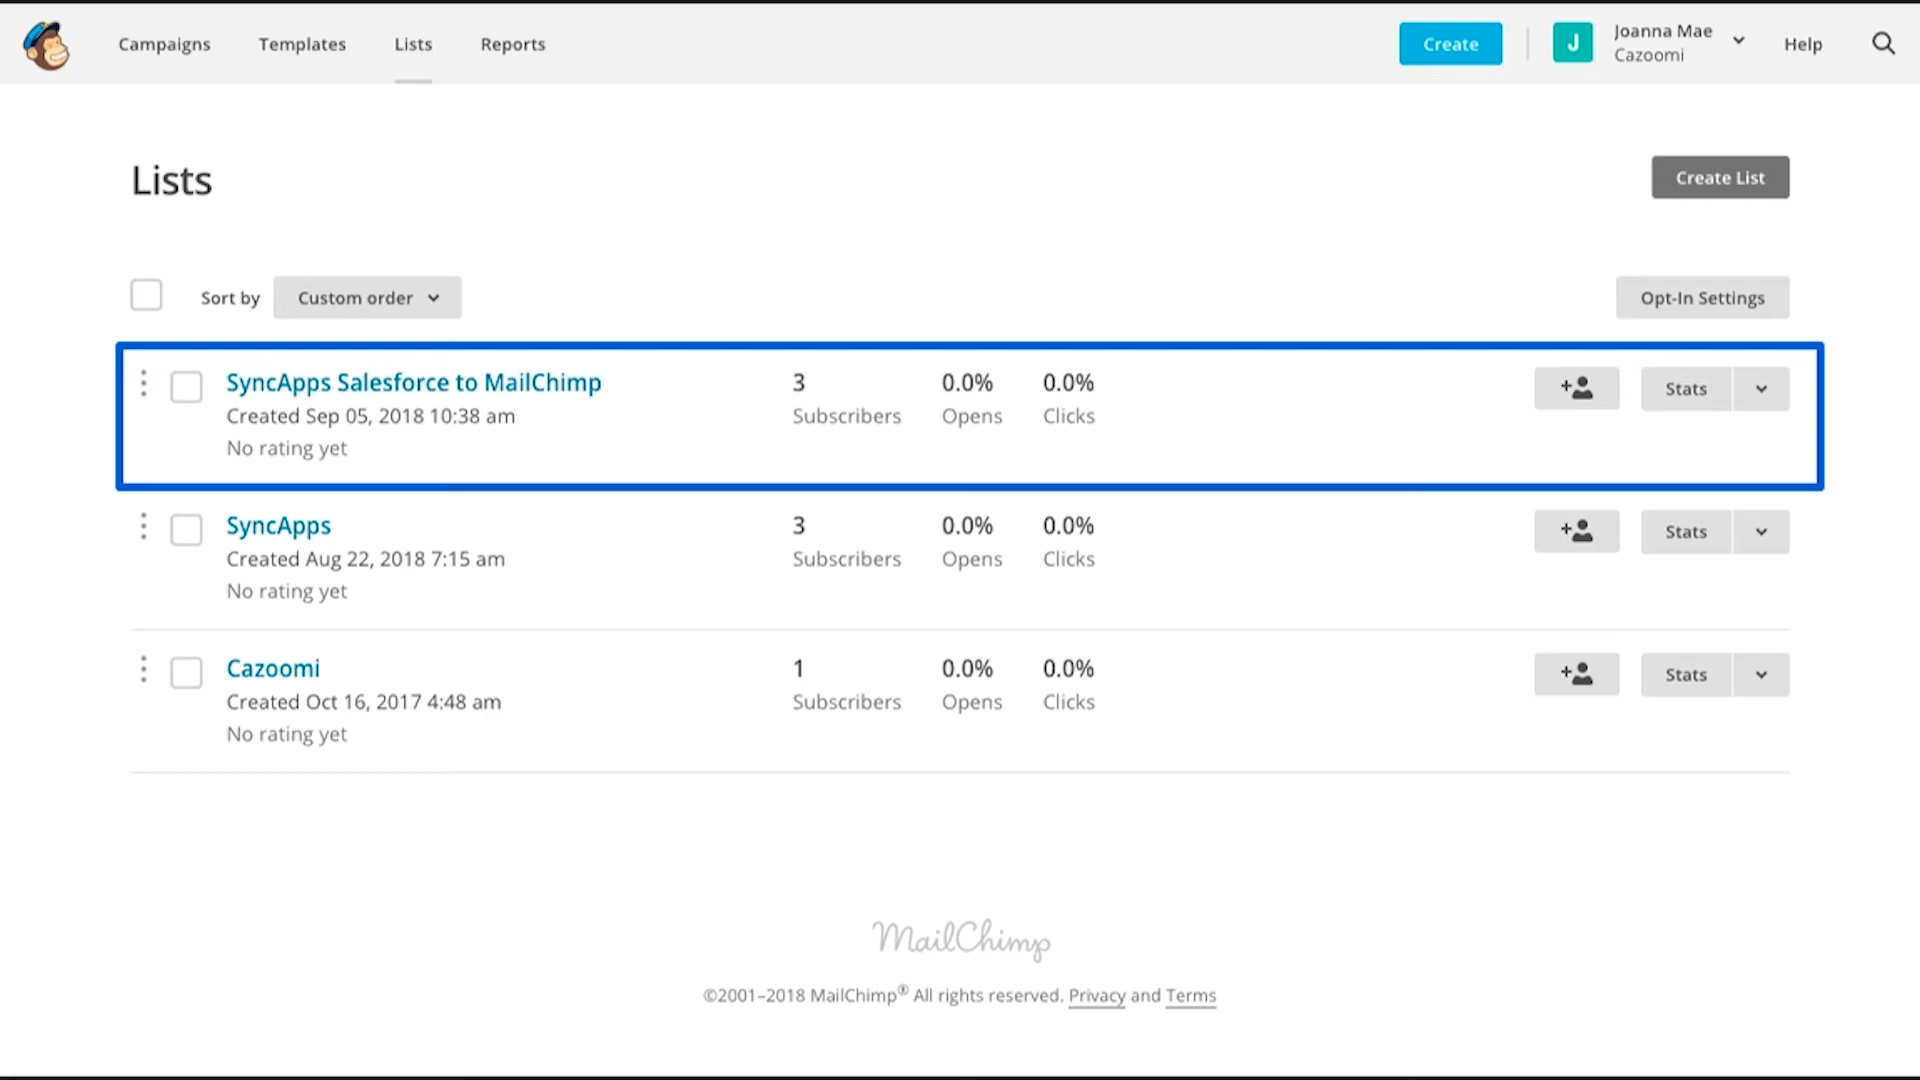 Campaigns Templates Lists Reports Create J Joanna Mae Help
Cazoomi
Lists Create List
Sort by Custom order Opt-In Settings
SyncApps Salesforce to MailChimp 3 0.0% 0.0% Stats
Created Sep 05, 2018 10:38 am Subscribers Opens Clicks
No rating yet
SyncApps 3 0.0% 0.0% Stats
Created Aug 22, 2018 7:15 am Subscribers Opens Clicks
No rating yet
Cazoomi 1 0.0% 0.0% Stats
Created Oct 16, 2017 4:48 am Subscribers Opens Clicks
No rating yet
MailChimp
©2001–2018 MailChimp® All rights reserved. Privacy and Terms